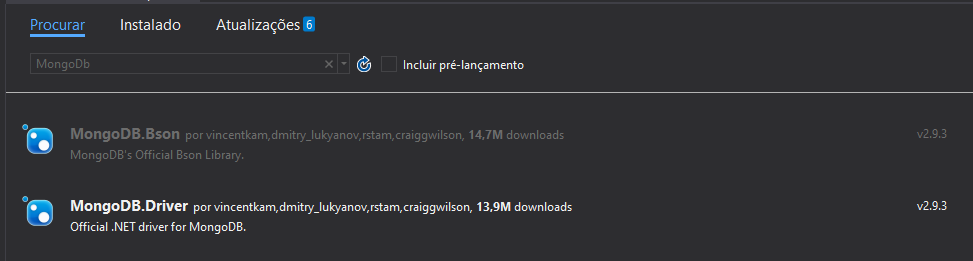 Procurar Instalado Atualizações 6
MongoDb Incluir pré-lançamento
MongoDB.Bson por vincentkam,dmitry_lukyanov,rstam,craiggwilson, 14,7M downloads v2.9.3
MongoDB's Official Bson Library.
MongoDB.Driver por vincentkam,dmitry_lukyanov,rstam,craiggwilson, 13,9M downloads v2.9.3
Official .NET driver for MongoDB.